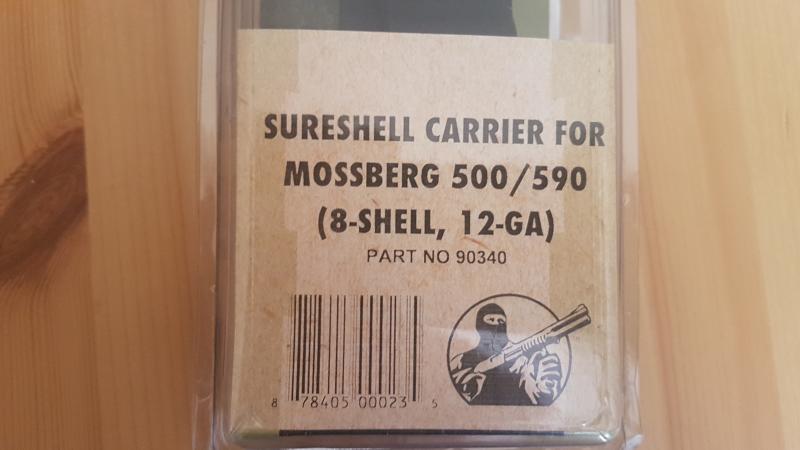 SURESHELL CARRIER FOR
MOSSBERG 500/590
(8-SHELL, 12-GA)
PART NO 90340
8 78405 00023 5